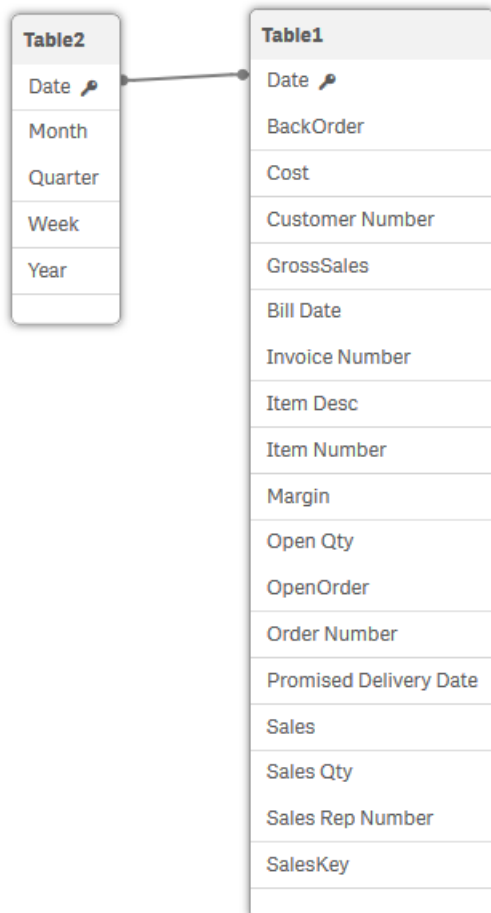 Table2
Date
Month
Quarter
Week
Year
Table1
Date
BackOrder
Cost
Customer Number
GrossSales
Bill Date
Invoice Number
Item Desc
Item Number
Margin
Open Qty
OpenOrder
Order Number
Promised Delivery Date
Sales
Sales Qty
Sales Rep Number
SalesKey